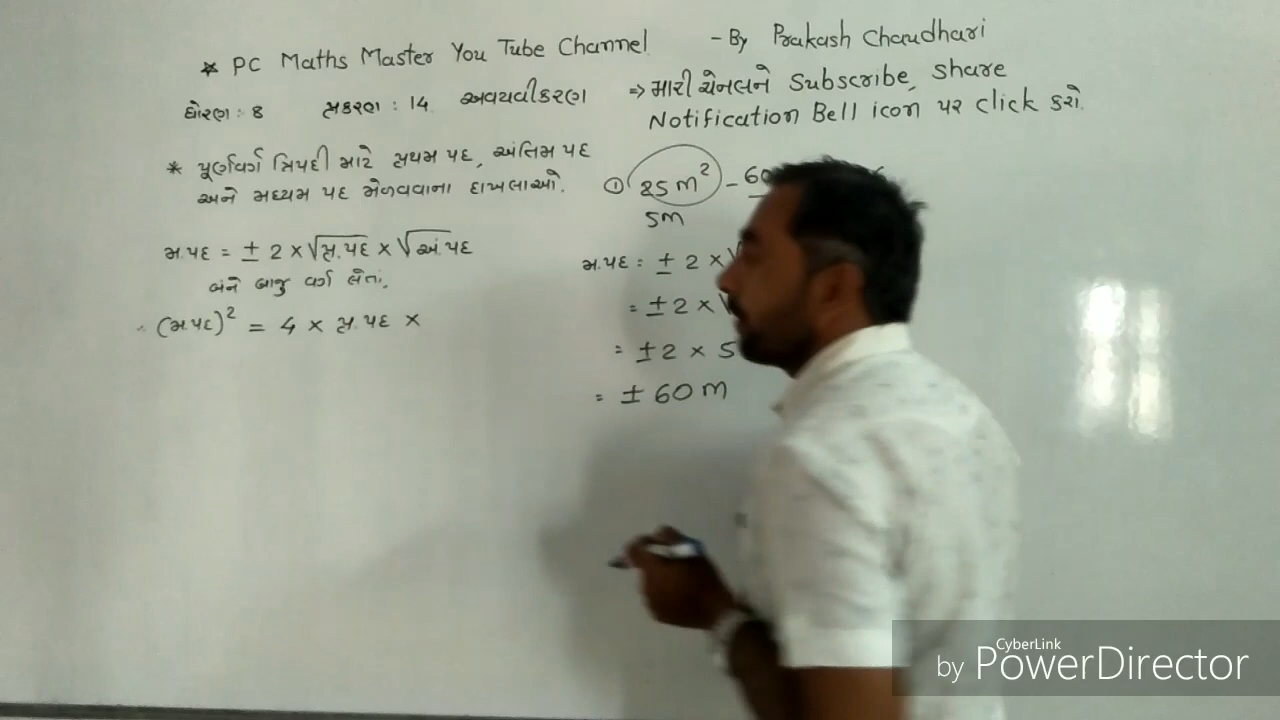 * PC Maths Master You Tube Channel - By Prakash Chaudhari
ધોરણ : 8 પ્રકરણ : 14 અવયવીકરણ
⇒ મારી ચેનલને Subscribe, Share
Notification Bell icon પર click કરો.
* પૂર્ણવર્ગ ત્રિપદી માટે પ્રથમ પદ, અંતિમ પદ
અને મધ્યમ પદ મેળવવાના દાખલાઓ.
મ.પદ = ± 2 × √પ્ર.પદ × √અં.પદ
બંને બાજુ વર્ગ લેતાં,
∴ (મ.પદ)² = 4 × પ્ર.પદ ×
① 25m² - 60
5m
મ.પદ = ± 2 × √
= ± 2 × √
= ± 2 × 5
= ± 60 m
CyberLink
by PowerDirector